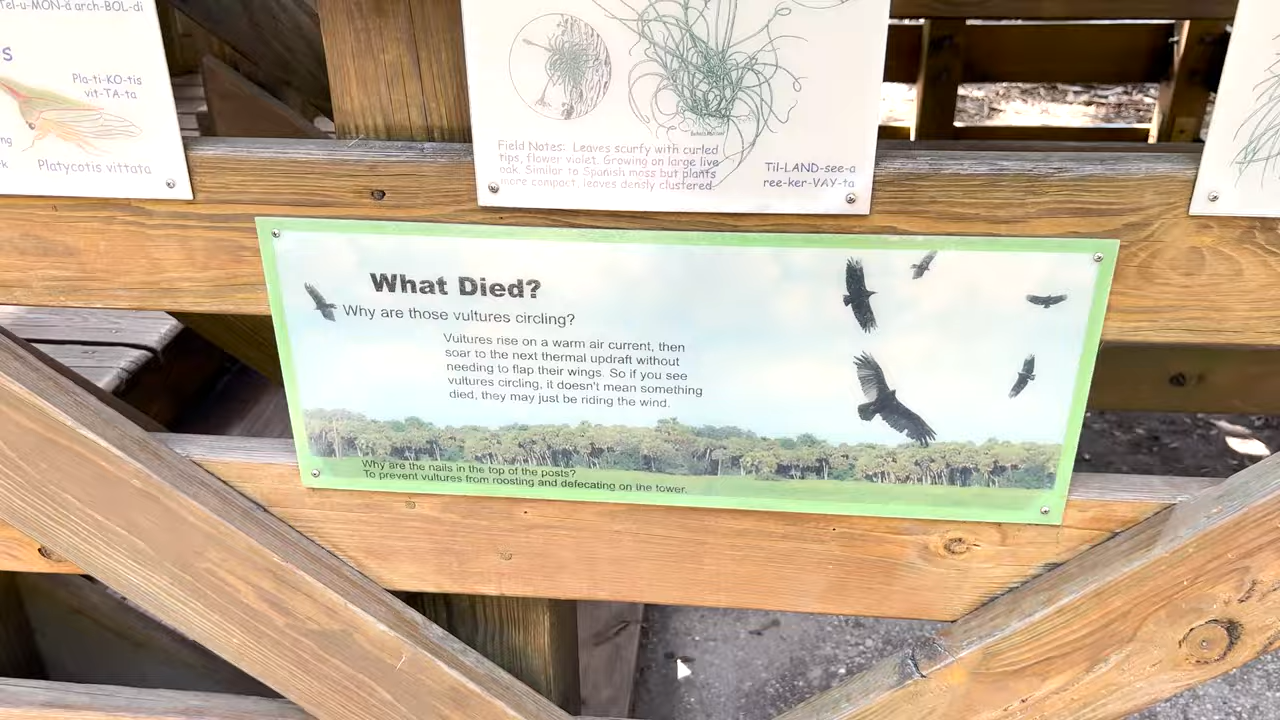 Tel-u-MON-a arch-BOL-di
s
Pla-ti-KO-tis
vit-TA-ta
Platycotis vittata
Field Notes: Leaves scurfy with curled
tips, flower violet. Growing on large live
oak. Similar to Spanish moss but plants
more compact, leaves densly clustered
Til-LAND-see-a
ree-ker-VAY-ta
What Died?
Why are those vultures circling?
Vultures rise on a warm air current, then
soar to the next thermal updraft without
needing to flap their wings. So if you see
vultures circling, it doesn't mean something
died, they may just be riding the wind.
Why are the nails in the top of the posts?
To prevent vultures from roosting and defecating on the tower.